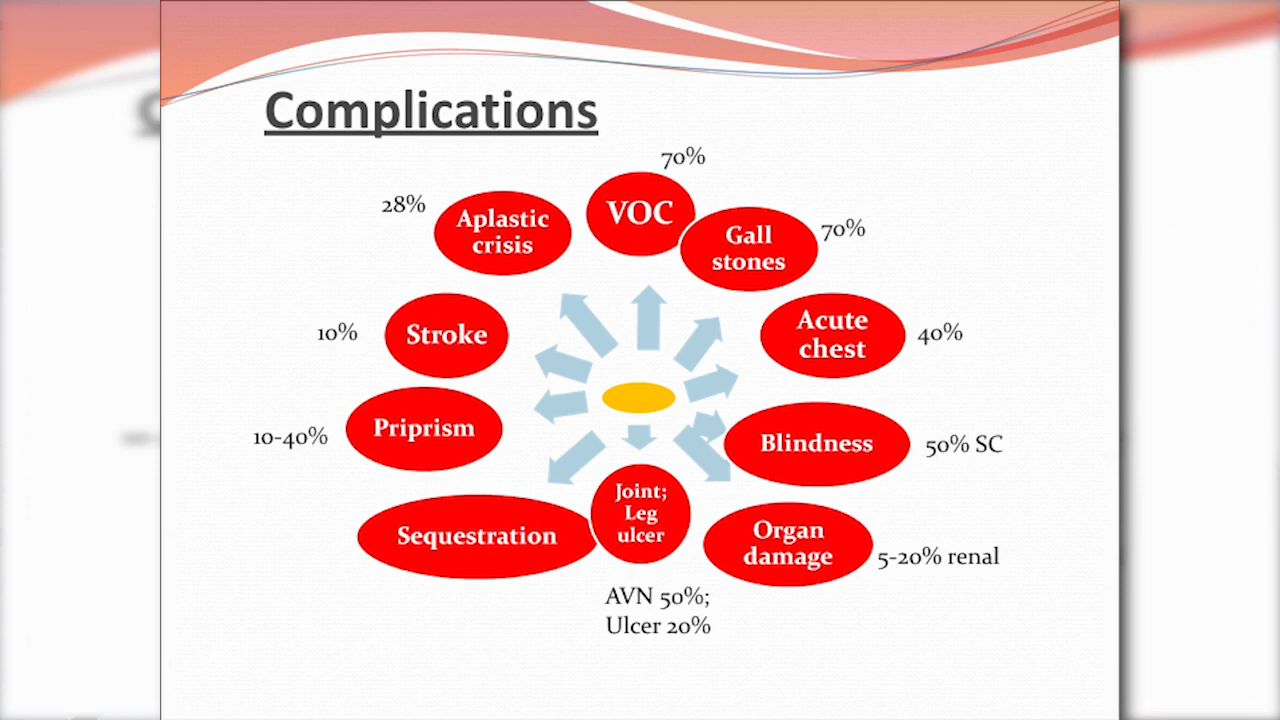 Complications
70%
VOC
28%
Aplastic
crisis
Gall
stones
70%
10%
Stroke
Acute
chest
40%
10-40%
Priprism
Blindness
50% SC
Sequestration
Joint;
Leg
ulcer
Organ
damage
5-20% renal
AVN 50%;
Ulcer 20%